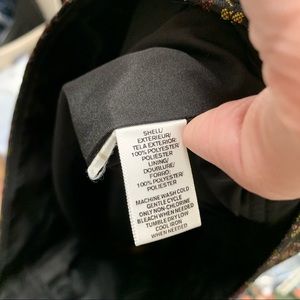 SHELL/
EXTERIEUR/
TELA EXTERIOR:
100% POLYESTER/
POLIESTER
LINING/
DOUBLURE/
FORRO:
100% POLYESTER/
POLIESTER
MACHINE WASH COLD
GENTLE CYCLE
ONLY NON-CHLORINE
BLEACH WHEN NEEDED
TUMBLE DRY LOW
COOL IRON
WHEN NEEDED